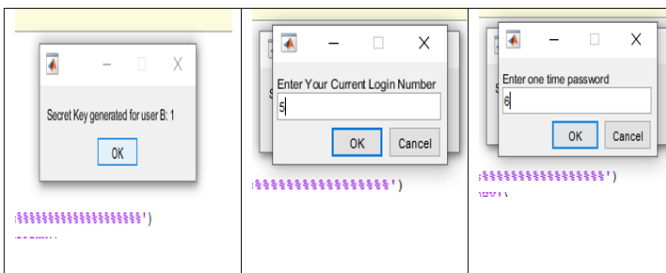 Secret Key generated for user B: 1
OK
%%%%%%%%%%%%%%%%%%%')
Enter Your Current Login Number
5
OK
Cancel
%%%%%%%%%%%%%%%%%%')
Enter one time password
6
OK
Cancel
%%%%%%%%%%%%%%%%')